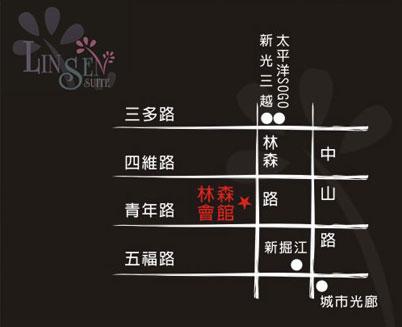 LINSEN
SUITE
新光三越
太平洋SOGO
三多路
四維路
青年路
五福路
林森路
中山路
林森
會館
新掘江
城市光廊